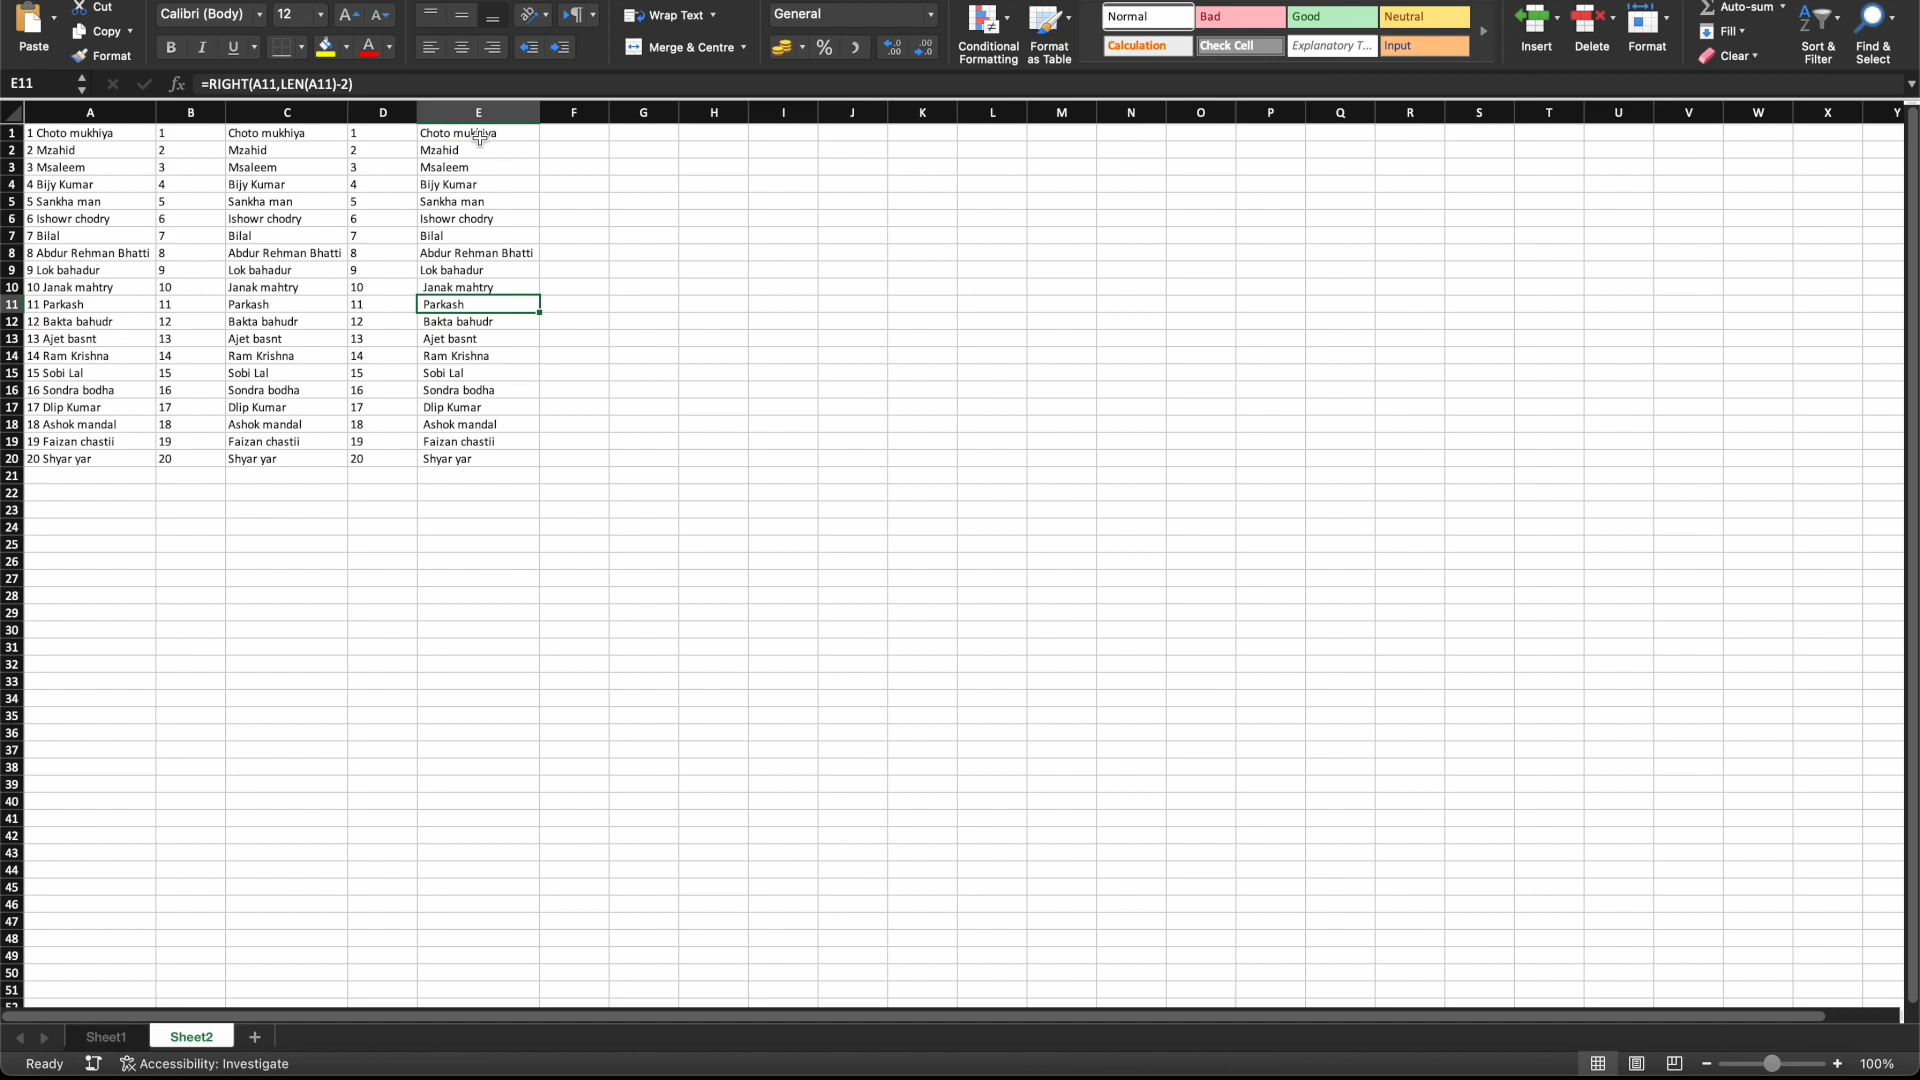 Cut
Calibri (Body) 12 A A ab Wrap Text General Normal Bad Good Neutral Auto-sum
Copy Fill
Paste Format B I U A Merge & Centre % Conditional Formatting Format as Table Calculation Check Cell Explanatory T... Input Insert Delete Format Clear Sort & Filter Find & Select
E11 fx =RIGHT(A11,LEN(A11)-2)
A B C D E F G H I J K L M N O P Q R S T U V W X Y
1 1 Choto mukhiya 1 Choto mukhiya 1 Choto mukhiya
2 2 Mzahid 2 Mzahid 2 Mzahid
3 3 Msaleem 3 Msaleem 3 Msaleem
4 4 Bijy Kumar 4 Bijy Kumar 4 Bijy Kumar
5 5 Sankha man 5 Sankha man 5 Sankha man
6 6 Ishowr chodry 6 Ishowr chodry 6 Ishowr chodry
7 7 Bilal 7 Bilal 7 Bilal
8 8 Abdur Rehman Bhatti 8 Abdur Rehman Bhatti 8 Abdur Rehman Bhatti
9 9 Lok bahadur 9 Lok bahadur 9 Lok bahadur
10 10 Janak mahtry 10 Janak mahtry 10 Janak mahtry
11 11 Parkash 11 Parkash 11 Parkash
12 12 Bakta bahudr 12 Bakta bahudr 12 Bakta bahudr
13 13 Ajet basnt 13 Ajet basnt 13 Ajet basnt
14 14 Ram Krishna 14 Ram Krishna 14 Ram Krishna
15 15 Sobi Lal 15 Sobi Lal 15 Sobi Lal
16 16 Sondra bodha 16 Sondra bodha 16 Sondra bodha
17 17 Dlip Kumar 17 Dlip Kumar 17 Dlip Kumar
18 18 Ashok mandal 18 Ashok mandal 18 Ashok mandal
19 19 Faizan chastii 19 Faizan chastii 19 Faizan chastii
20 20 Shyar yar 20 Shyar yar 20 Shyar yar
21
22
23
24
25
26
27
28
29
30
31
32
33
34
35
36
37
38
39
40
41
42
43
44
45
46
47
48
49
50
51
52
Sheet1 Sheet2 +
Ready Accessibility: Investigate 100%